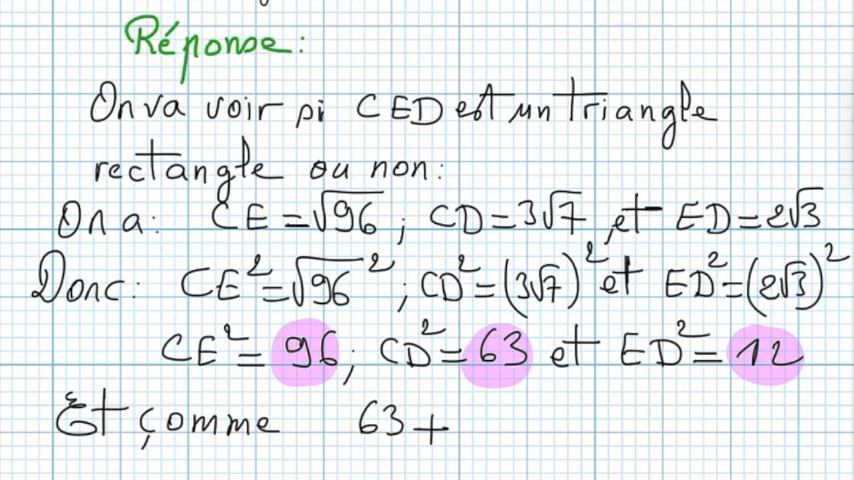 Réponse:
On va voir si CED est un triangle
rectangle ou non:
On a: CE=√96; CD=3√7, et ED=2√3
Donc: CE²=√96²; CD²=(3√7)² et ED²=(2√3)²
CE²=96; CD²=63 et ED²=12
Et çomme 63+